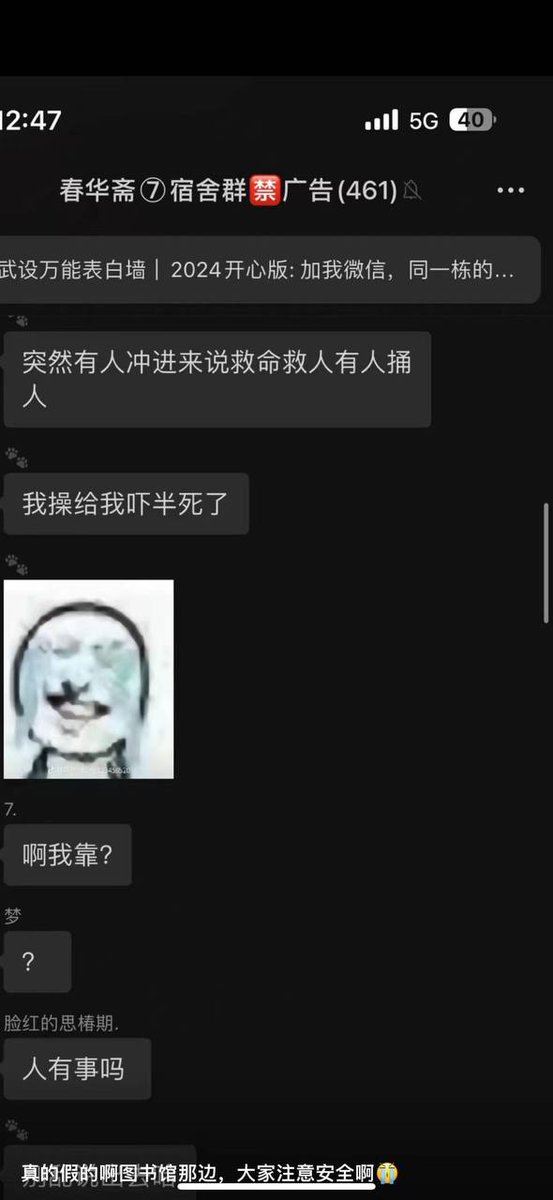 12:47
5G
40
春华斋⑦宿舍群🈲广告(461)
武设万能表白墙 | 2024开心版: 加我微信，同一栋的...
突然有人冲进来说救命救人有人捅
人
我操给我吓半死了
7.
啊我靠?
梦
?
脸红的思椿期.
人有事吗
真的假的啊图书馆那边，大家注意安全啊😭